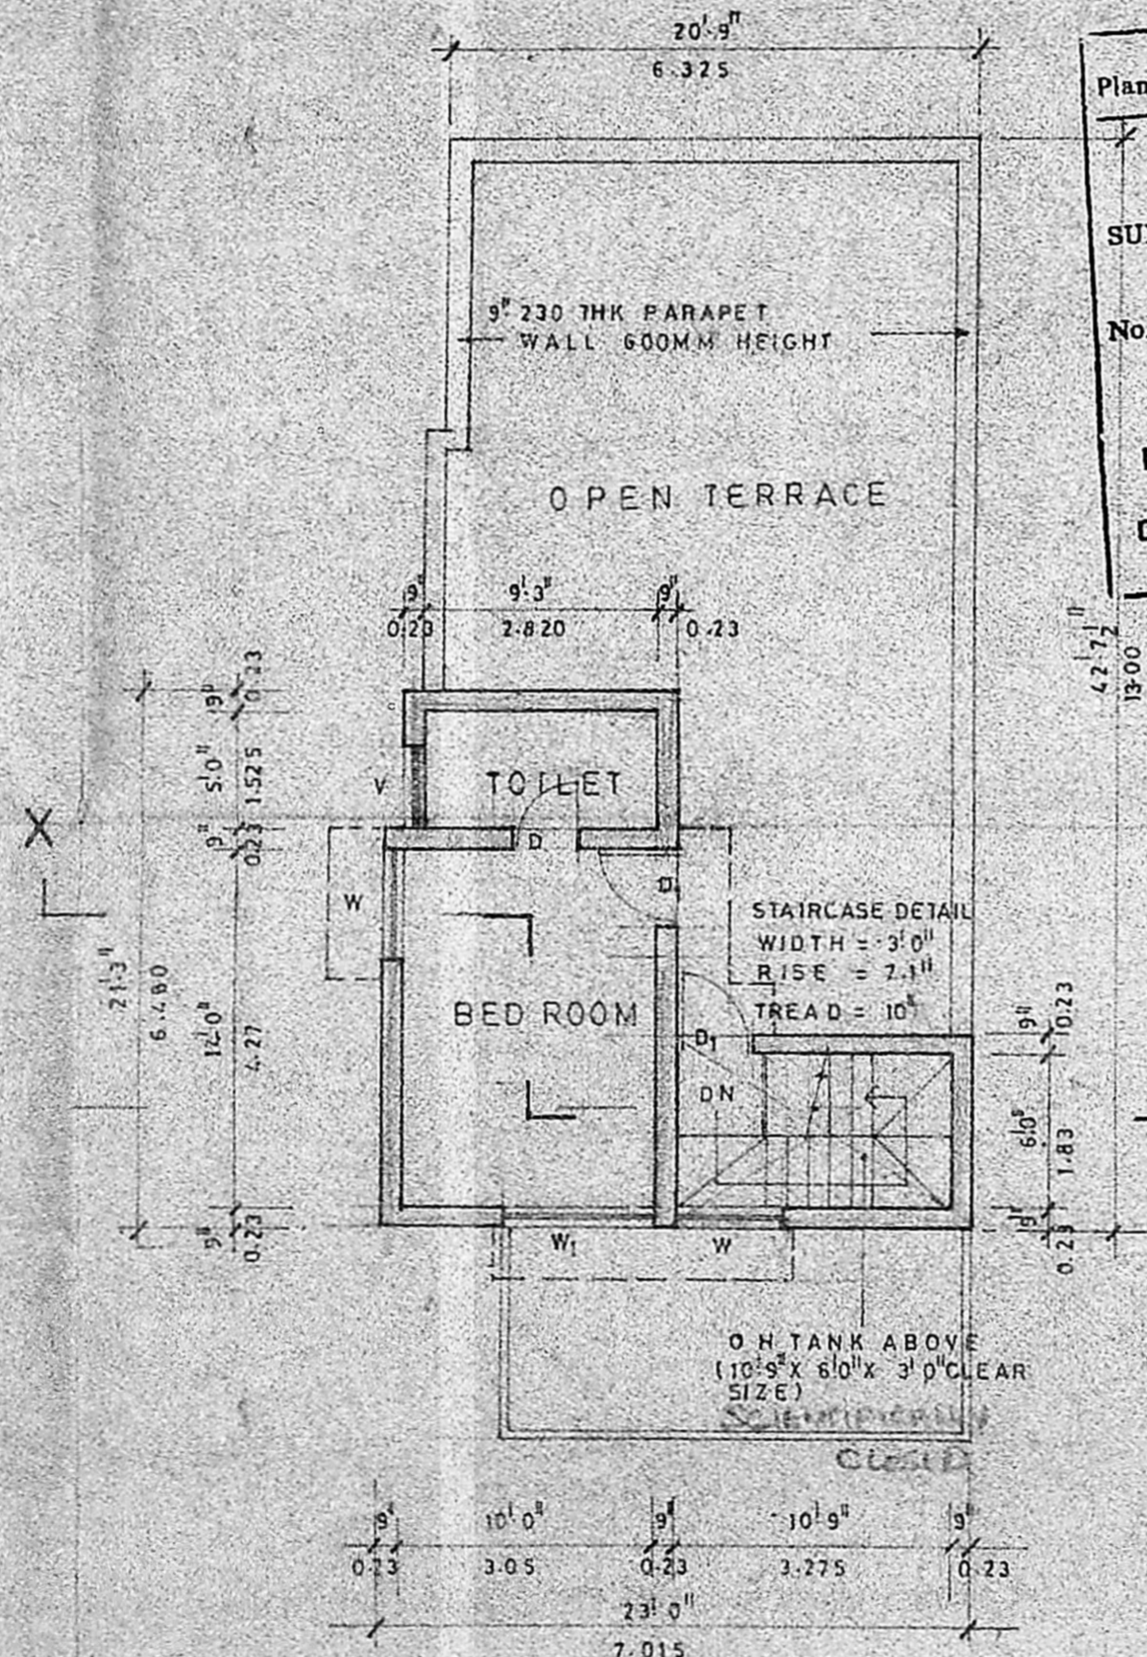 20'-9"
6.325
Plan
SU
No.
9" 230 THK PARAPET
WALL 600MM HEIGHT
OPEN TERRACE
9" 9'-3" 9"
0.23 2.820 0.23
42'-7½"
13.00
9" 0.23
5'-0" 1.525
9" 0.23
12'-0" 4.27
9" 0.23
21'-3"
6.480
V
TOILET
X
D
D
W
STAIRCASE DETAIL
WIDTH = 3'-0"
RISE = 7.1"
TREAD = 10"
BED ROOM
D1
DN
9" 0.23
6'-0" 1.83
9" 0.23
W1
W
O H TANK ABOVE
(10'-9" X 6'-0" X 3'-0" CLEAR
SIZE)
SCIENTIFICALLY
CLOSED
9" 10'-0" 9" 10'-9" 9"
0.23 3.05 0.23 3.275 0.23
23'-0"
7.015